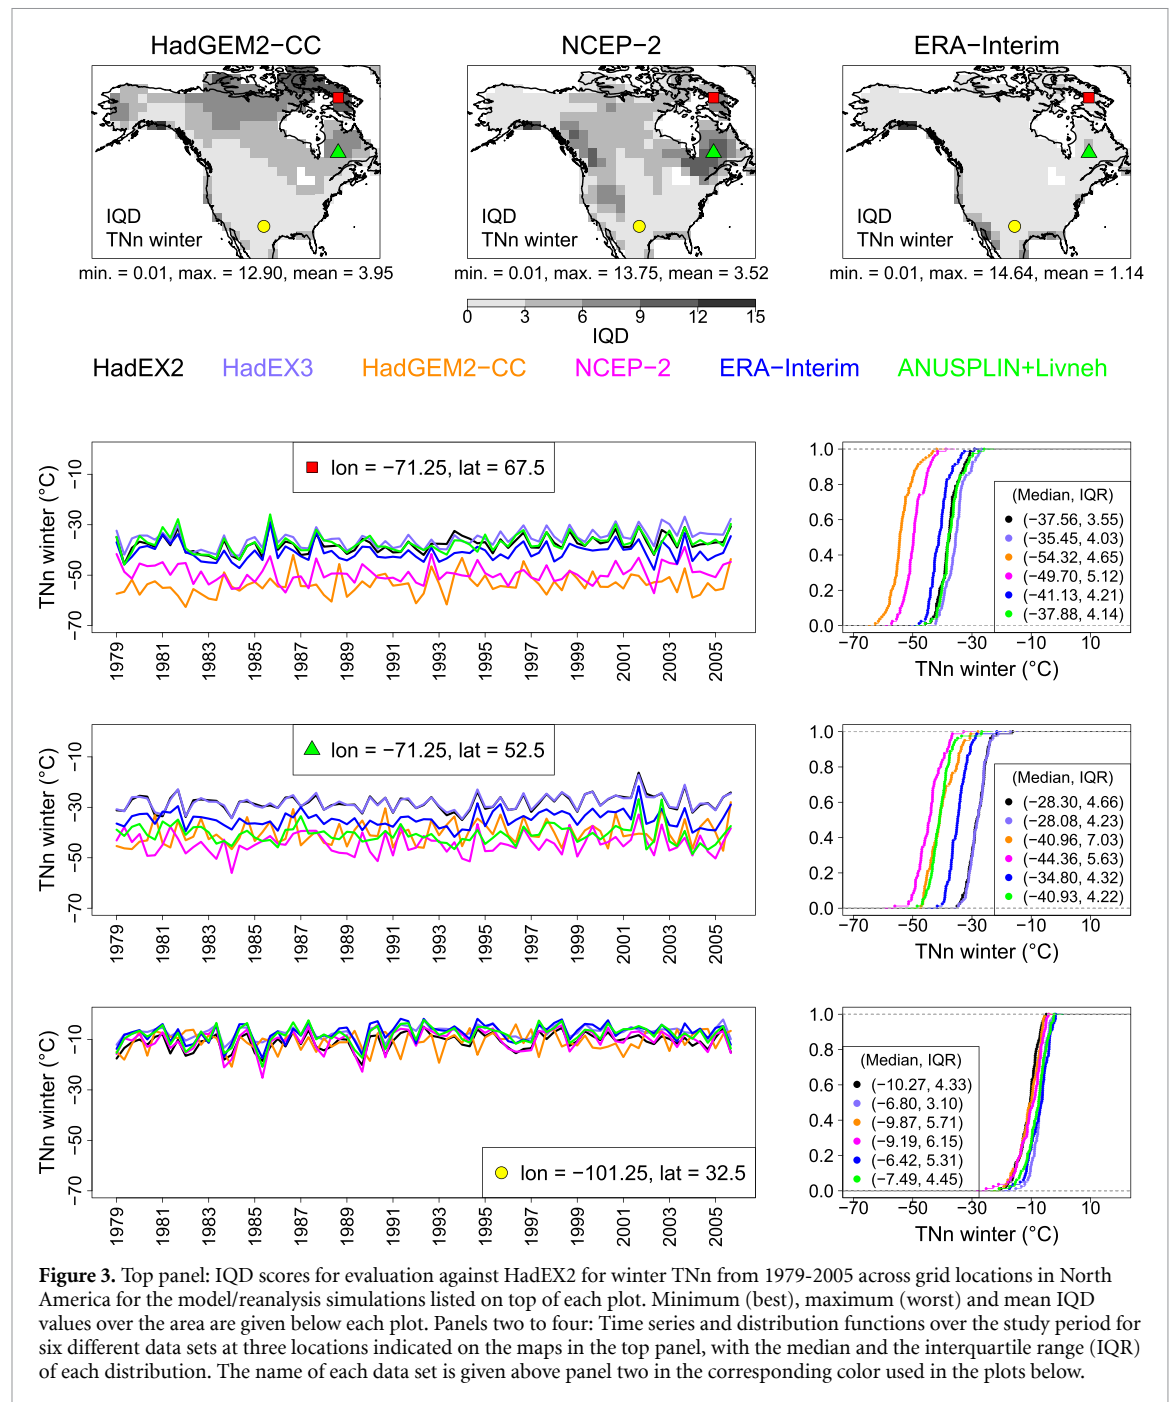 HadGEM2−CC
NCEP−2
ERA−Interim
IQD
TNn winter
IQD
TNn winter
IQD
TNn winter
min. = 0.01, max. = 12.90, mean = 3.95
min. = 0.01, max. = 13.75, mean = 3.52
min. = 0.01, max. = 14.64, mean = 1.14
0 3 6 9 12 15
IQD
HadEX2 HadEX3 HadGEM2−CC NCEP−2 ERA−Interim ANUSPLIN+Livneh
TNn winter (°C)
−10
−30
−50
−70
lon = −71.25, lat = 67.5
1979 1981 1983 1985 1987 1989 1991 1993 1995 1997 1999 2001 2003 2005
1.0
0.8
0.6
0.4
0.2
0.0
(Median, IQR)
(−37.56, 3.55)
(−35.45, 4.03)
(−54.32, 4.65)
(−49.70, 5.12)
(−41.13, 4.21)
(−37.88, 4.14)
−70 −50 −30 −10 10
TNn winter (°C)
TNn winter (°C)
−10
−30
−50
−70
lon = −71.25, lat = 52.5
1979 1981 1983 1985 1987 1989 1991 1993 1995 1997 1999 2001 2003 2005
1.0
0.8
0.6
0.4
0.2
0.0
(Median, IQR)
(−28.30, 4.66)
(−28.08, 4.23)
(−40.96, 7.03)
(−44.36, 5.63)
(−34.80, 4.32)
(−40.93, 4.22)
−70 −50 −30 −10 10
TNn winter (°C)
TNn winter (°C)
−10
−30
−50
−70
lon = −101.25, lat = 32.5
1979 1981 1983 1985 1987 1989 1991 1993 1995 1997 1999 2001 2003 2005
1.0
0.8
0.6
0.4
0.2
0.0
(Median, IQR)
(−10.27, 4.33)
(−6.80, 3.10)
(−9.87, 5.71)
(−9.19, 6.15)
(−6.42, 5.31)
(−7.49, 4.45)
−70 −50 −30 −10 10
TNn winter (°C)
Figure 3. Top panel: IQD scores for evaluation against HadEX2 for winter TNn from 1979-2005 across grid locations in North
America for the model/reanalysis simulations listed on top of each plot. Minimum (best), maximum (worst) and mean IQD
values over the area are given below each plot. Panels two to four: Time series and distribution functions over the study period for
six different data sets at three locations indicated on the maps in the top panel, with the median and the interquartile range (IQR)
of each distribution. The name of each data set is given above panel two in the corresponding color used in the plots below.